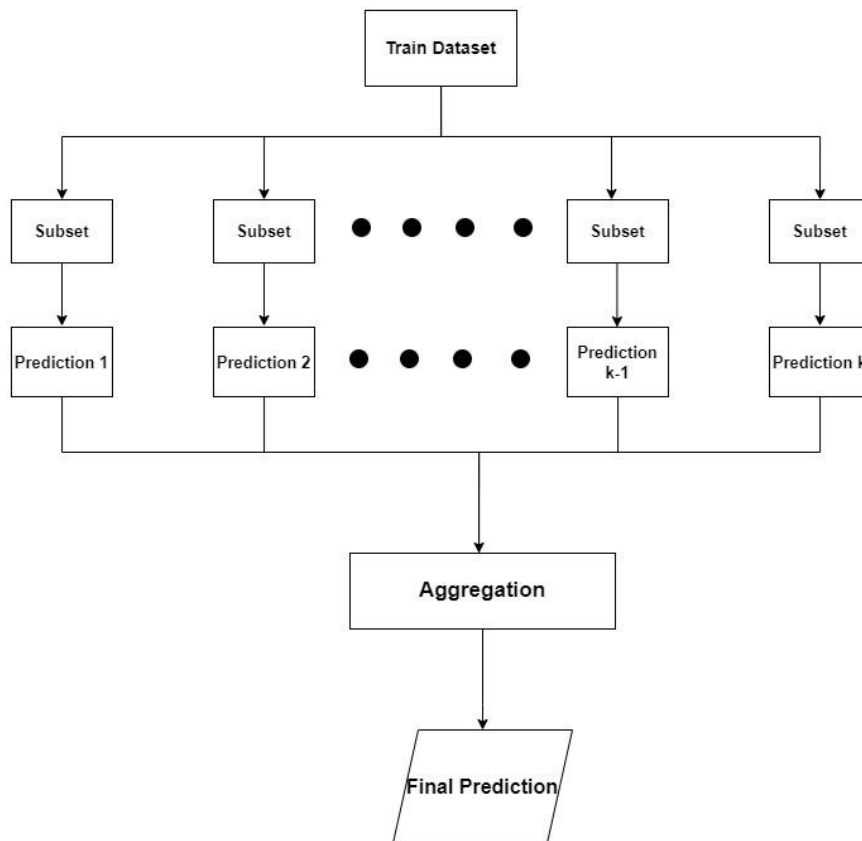 Train Dataset
Subset
Subset
Subset
Subset
Prediction 1
Prediction 2
Prediction
k-1
Prediction k
Aggregation
Final Prediction